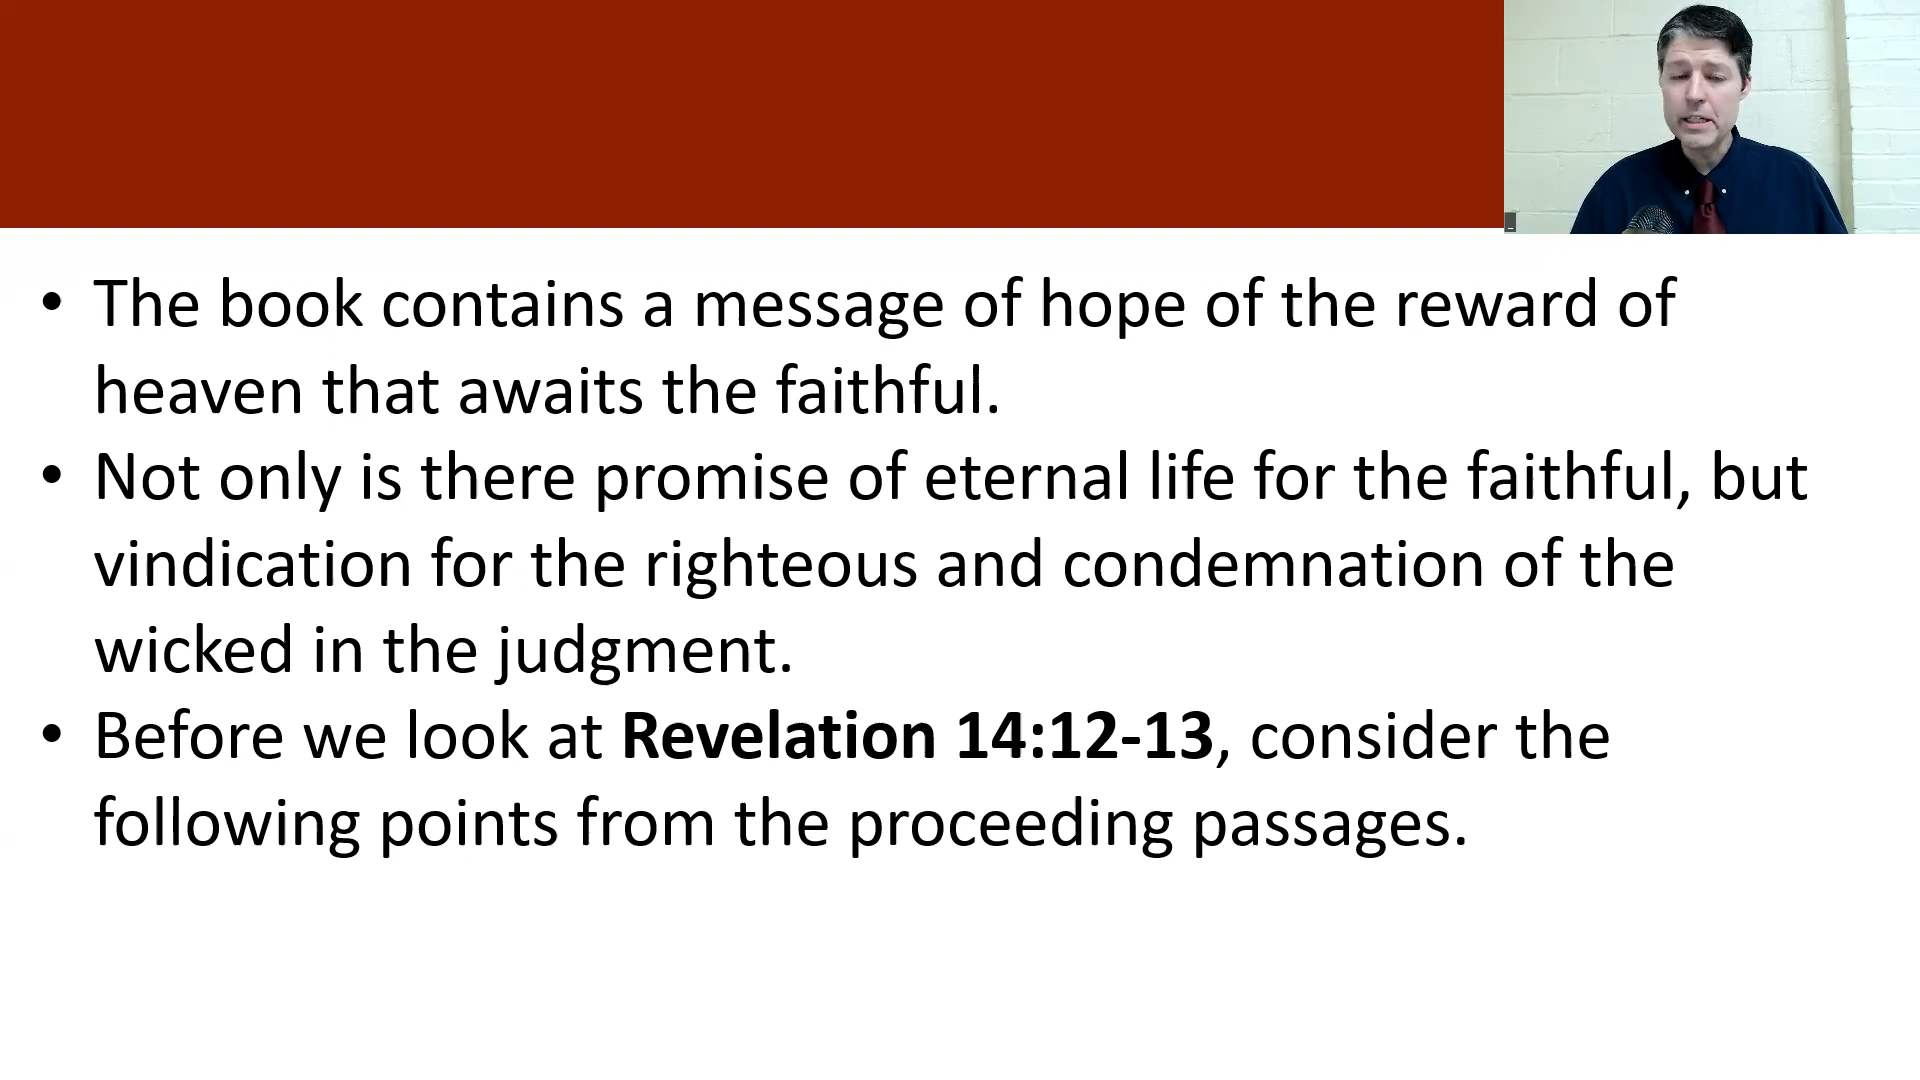 • The book contains a message of hope of the reward of
heaven that awaits the faithful.
• Not only is there promise of eternal life for the faithful, but
vindication for the righteous and condemnation of the
wicked in the judgment.
• Before we look at Revelation 14:12-13, consider the
following points from the proceeding passages.